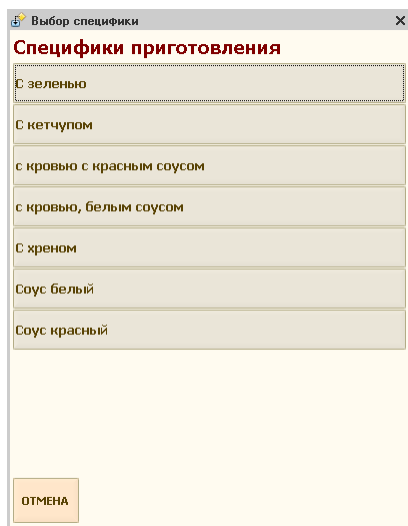 Выбор специфики
Специфики приготовления
С зеленью
С кетчупом
с кровью с красным соусом
с кровью, белым соусом
С хреном
Соус белый
Соус красный
ОТМЕНА